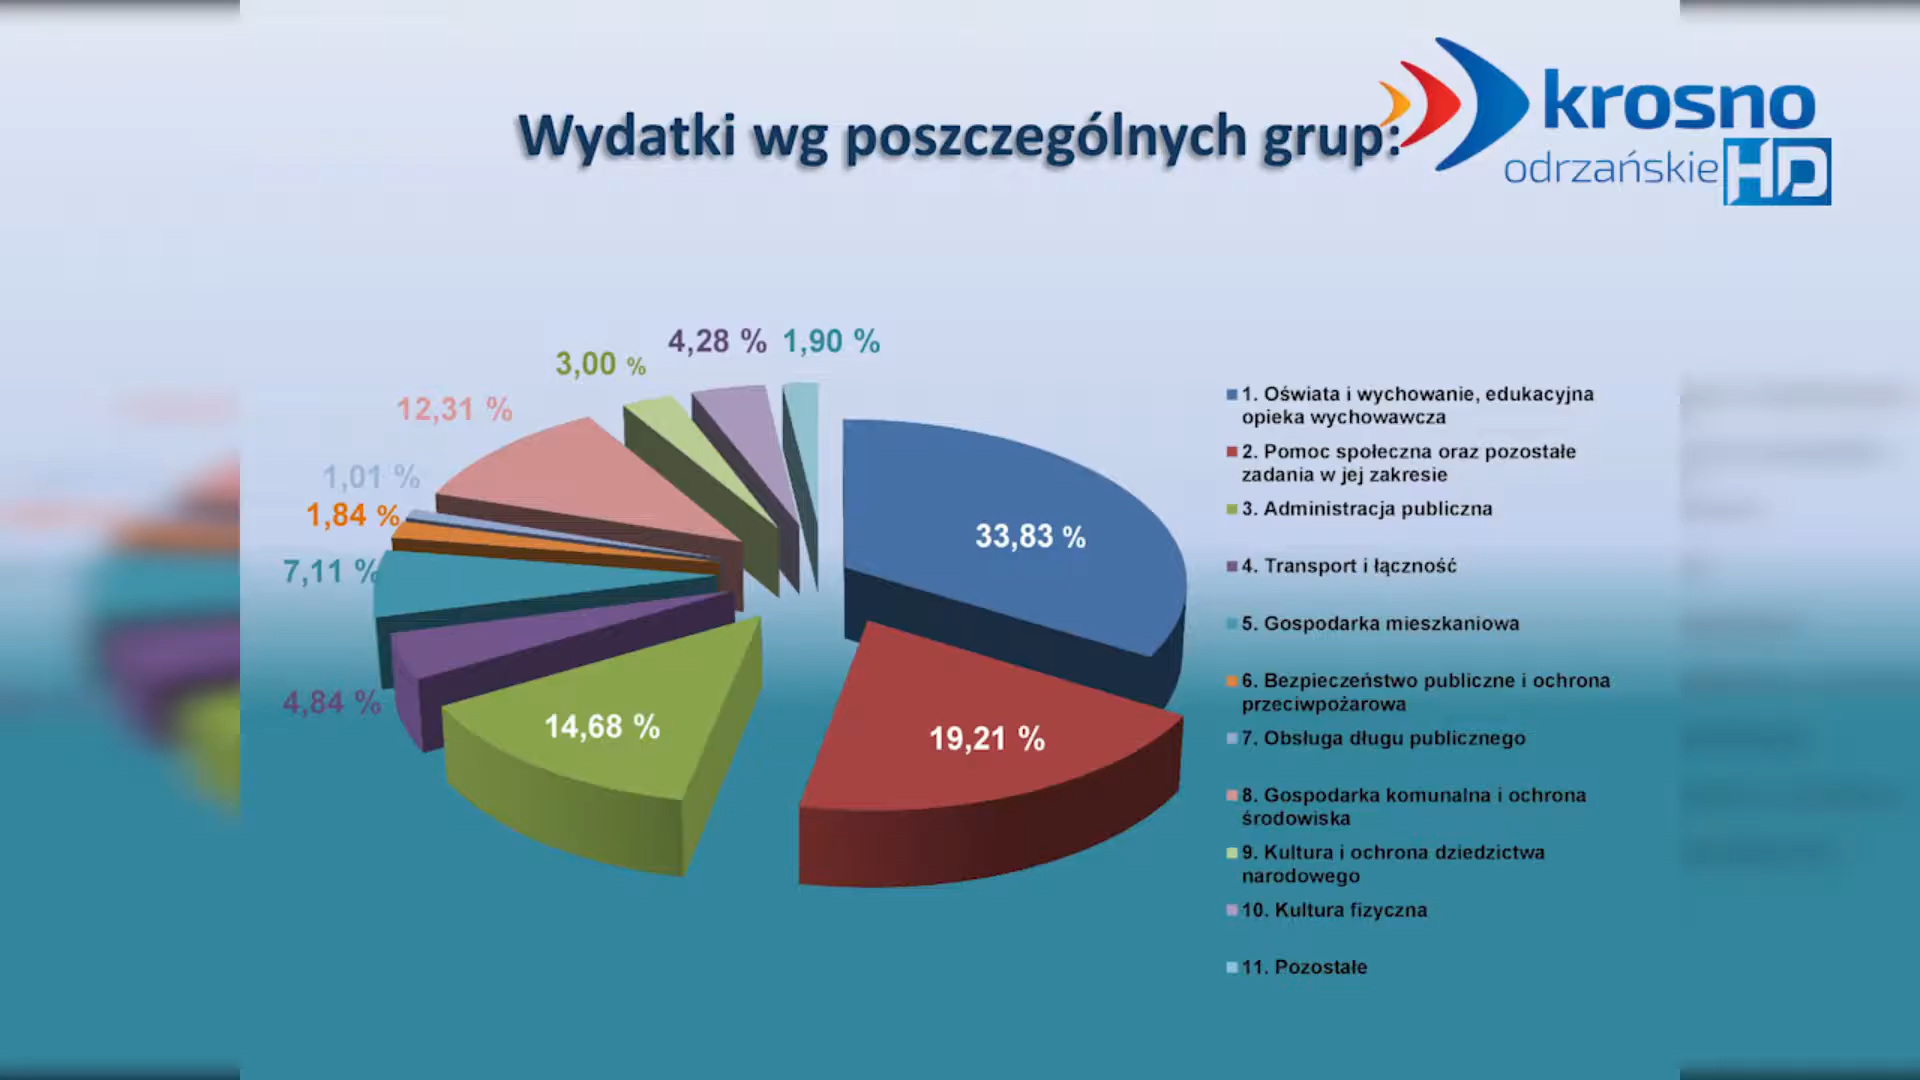 Wydatki wg poszczególnych grup:
krosno
odrzańskie HD
4,28 %
1,90 %
3,00 %
12,31 %
1,01 %
1,84 %
7,11 %
4,84 %
14,68 %
19,21 %
33,83 %
1. Oświata i wychowanie, edukacyjna
opieka wychowawcza
2. Pomoc społeczna oraz pozostałe
zadania w jej zakresie
3. Administracja publiczna
4. Transport i łączność
5. Gospodarka mieszkaniowa
6. Bezpieczeństwo publiczne i ochrona
przeciwpożarowa
7. Obsługa długu publicznego
8. Gospodarka komunalna i ochrona
środowiska
9. Kultura i ochrona dziedzictwa
narodowego
10. Kultura fizyczna
11. Pozostałe